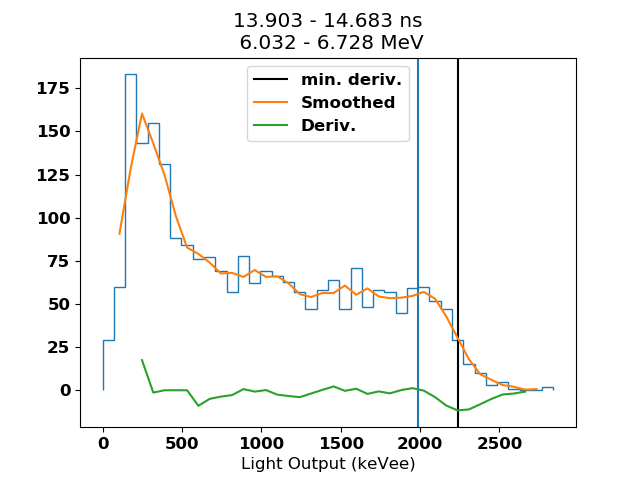 13.903 - 14.683 ns
6.032 - 6.728 MeV
min. deriv.
Smoothed
Deriv.
175
150
125
100
75
50
25
0
0 500 1000 1500 2000 2500
Light Output (keVee)